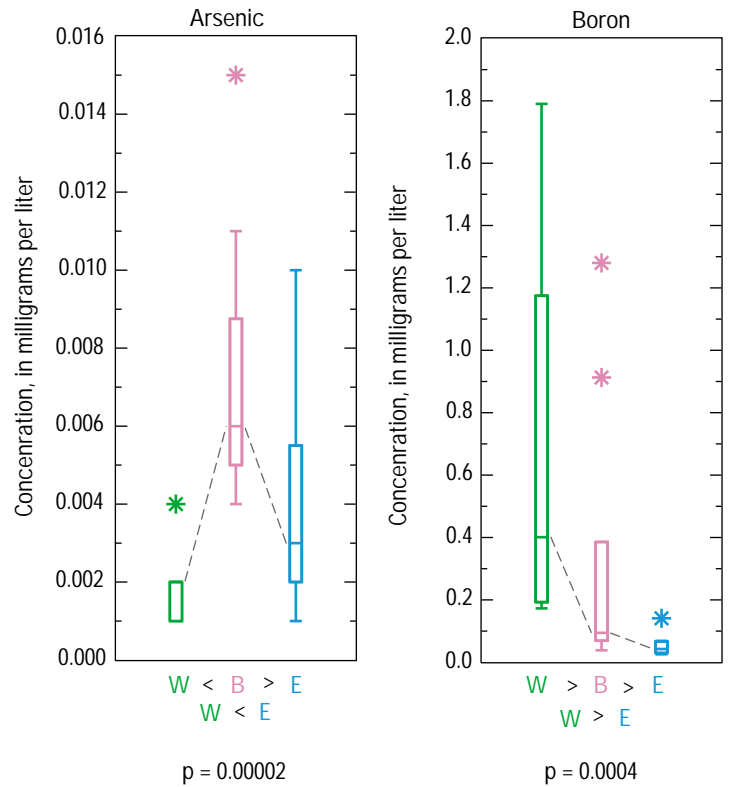 Arsenic
Concenration, in milligrams per liter
0.016
0.014
0.012
0.010
0.008
0.006
0.004
0.002
0.000
W < B > E
W < E
p = 0.00002
Boron
Concenration, in milligrams per liter
2.0
1.8
1.6
1.4
1.2
1.0
0.8
0.6
0.4
0.2
0.0
W > B > E
W > E
p = 0.0004